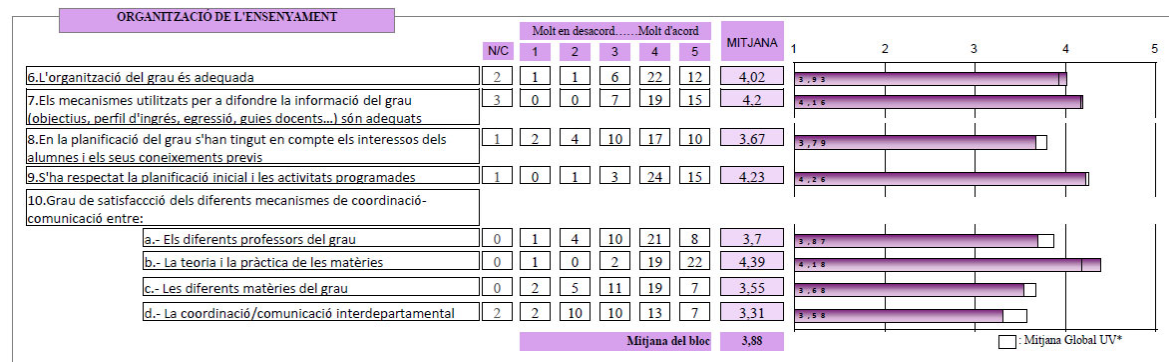 ORGANITZACIÓ DE L'ENSENYAMENT
Molt en desacord......Molt d'acord
N/C 1 2 3 4 5 MITJANA 1 2 3 4 5
6.L'organització del grau és adequada 2 1 1 6 22 12 4,02 3,93
7.Els mecanismes utilitzats per a difondre la informació del grau
(objectius, perfil d'ingrés, egressió, guies docents...) són adequats 3 0 0 7 19 15 4,2 4,16
8.En la planificació del grau s'han tingut en compte els interessos dels
alumnes i els seus coneixements previs 1 2 4 10 17 10 3,67 3,79
9.S'ha respectat la planificació inicial i les activitats programades 1 0 1 3 24 15 4,23 4,26
10.Grau de satisfaccció dels diferents mecanismes de coordinació-
comunicació entre:
a.- Els diferents professors del grau 0 1 4 10 21 8 3,7 3,87
b.- La teoria i la pràctica de les matèries 0 1 0 2 19 22 4,39 4,18
c.- Les diferents matèries del grau 0 2 5 11 19 7 3,55 3,68
d.- La coordinació/comunicació interdepartamental 2 2 10 10 13 7 3,31 3,58
Mitjana del bloc 3,88 : Mitjana Global UV*